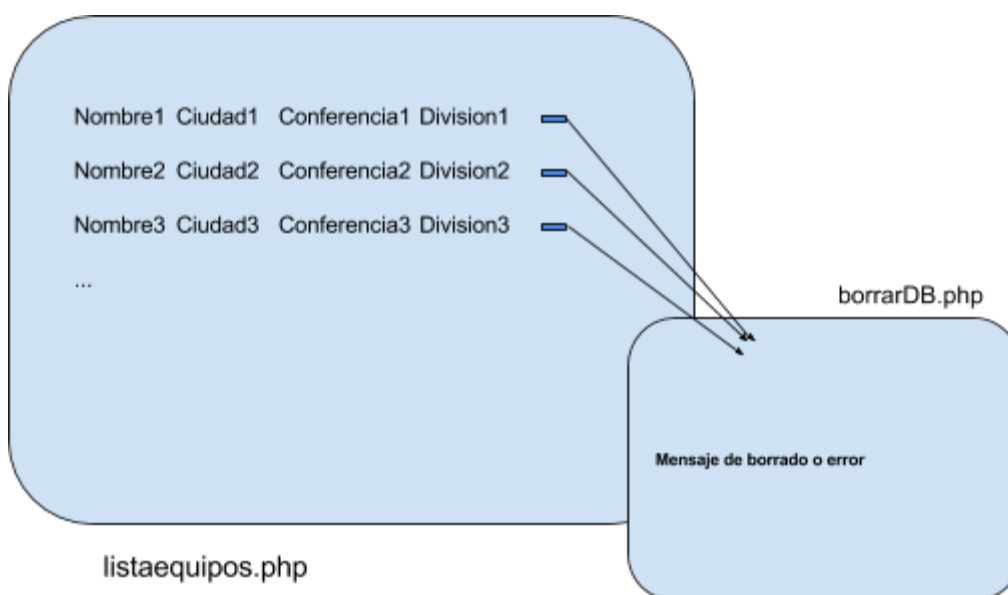 Nombre1 Ciudad1 Conferencia1 Division1
Nombre2 Ciudad2 Conferencia2 Division2
Nombre3 Ciudad3 Conferencia3 Division3
...
borrarDB.php
Mensaje de borrado o error
listaequipos.php